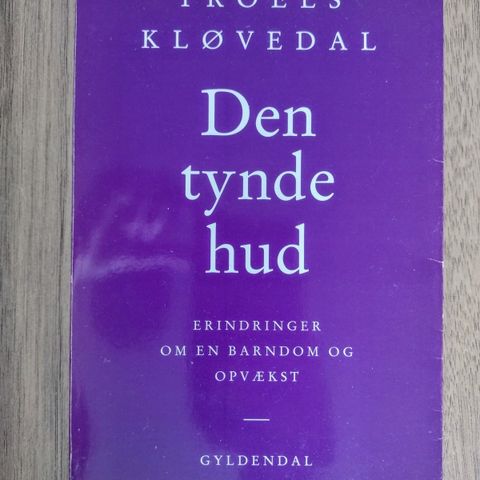 TROELS
KLØVEDAL
Den
tynde
hud
ERINDRINGER
OM EN BARNDOM OG
OPVÆKST
GYLDENDAL